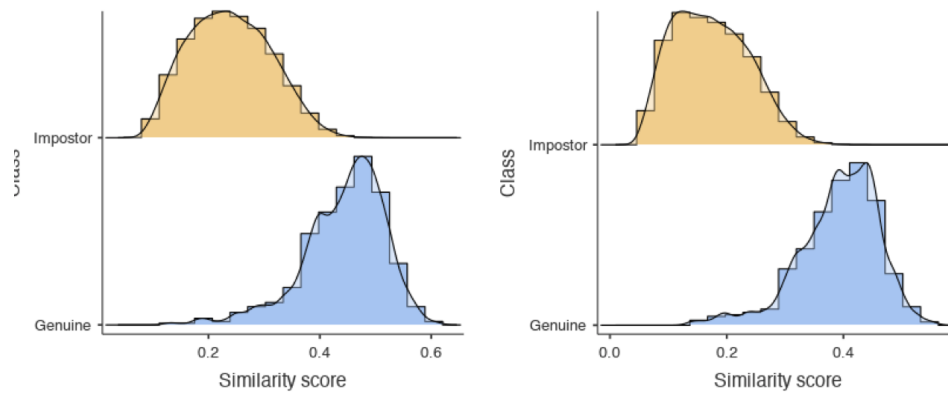 Class
Impostor
Genuine
0.2 0.4 0.6
Similarity score
Class
Impostor
Genuine
0.0 0.2 0.4
Similarity score